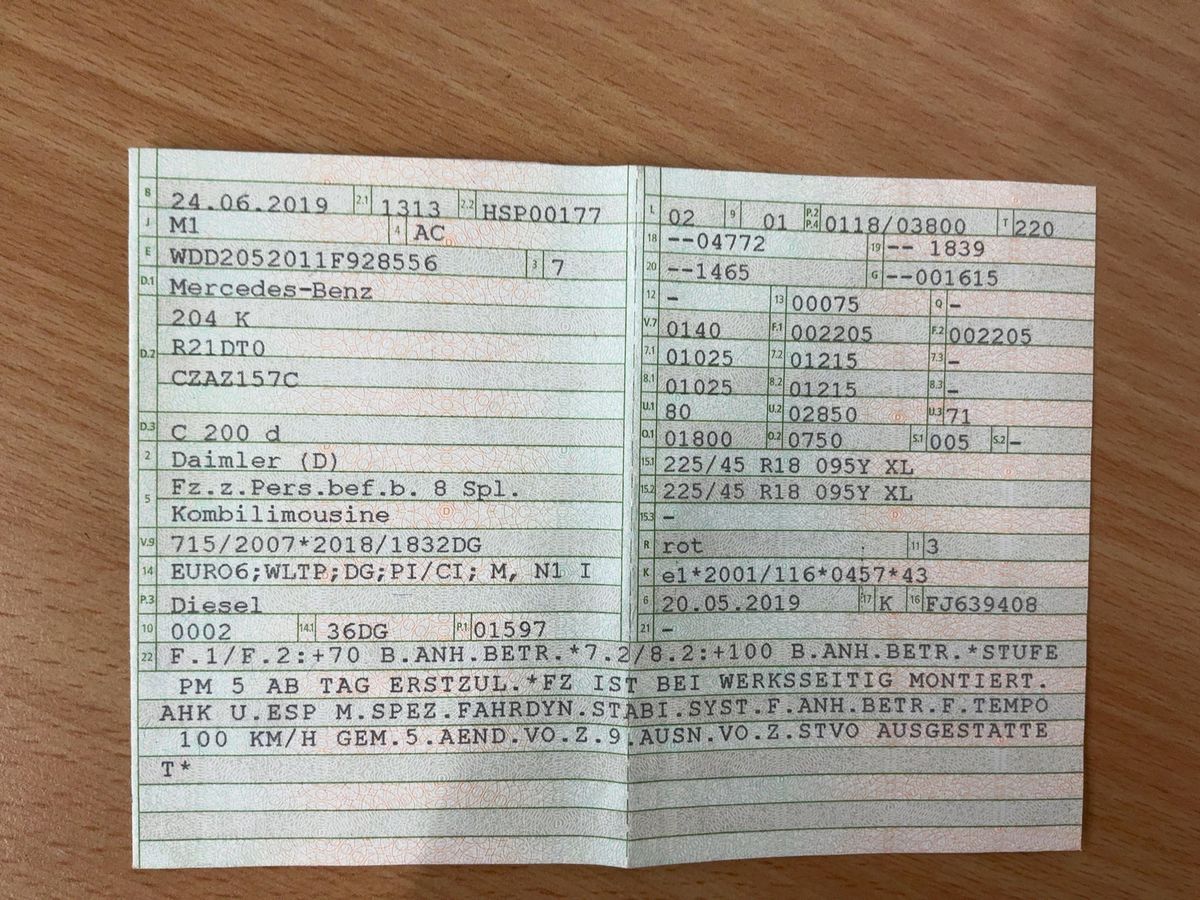 B 24.06.2019 2.1 1313 2.2 HSP00177
J M1 4 AC
E WDD2052011F928556 3 7
D.1 Mercedes-Benz
204 K
D.2 R21DT0
CZAZ157C
D.3 C 200 d
2 Daimler (D)
5 Fz.z.Pers.bef.b. 8 Spl.
Kombilimousine
V.9 715/2007*2018/1832DG
14 EURO6;WLTP;DG;PI/CI; M, N1 I
P.3 Diesel
10 0002 14.1 36DG P.1 01597
L 02 9 01 P.2 P.4 0118/03800 T 220
18 --04772 19 -- 1839
20 --1465 G --001615
12 - 13 00075 Q -
V.7 0140 F.1 002205 F.2 002205
7.1 01025 7.2 01215 7.3 -
8.1 01025 8.2 01215 8.3 -
U.1 80 U.2 02850 U.3 71
O.1 01800 O.2 0750 S.1 005 S.2 -
15.1 225/45 R18 095Y XL
15.2 225/45 R18 095Y XL
15.3 -
R rot 11 3
K e1*2001/116*0457*43
6 20.05.2019 17 K 16 FJ639408
21 -
22 F.1/F.2:+70 B.ANH.BETR.*7.2/8.2:+100 B.ANH.BETR.*STUFE
PM 5 AB TAG ERSTZUL.*FZ IST BEI WERKSSEITIG MONTIERT.
AHK U.ESP M.SPEZ.FAHRDYN.STABI.SYST.F.ANH.BETR.F.TEMPO
100 KM/H GEM.5.AEND.VO.Z.9.AUSN.VO.Z.STVO AUSGESTATTE
T*